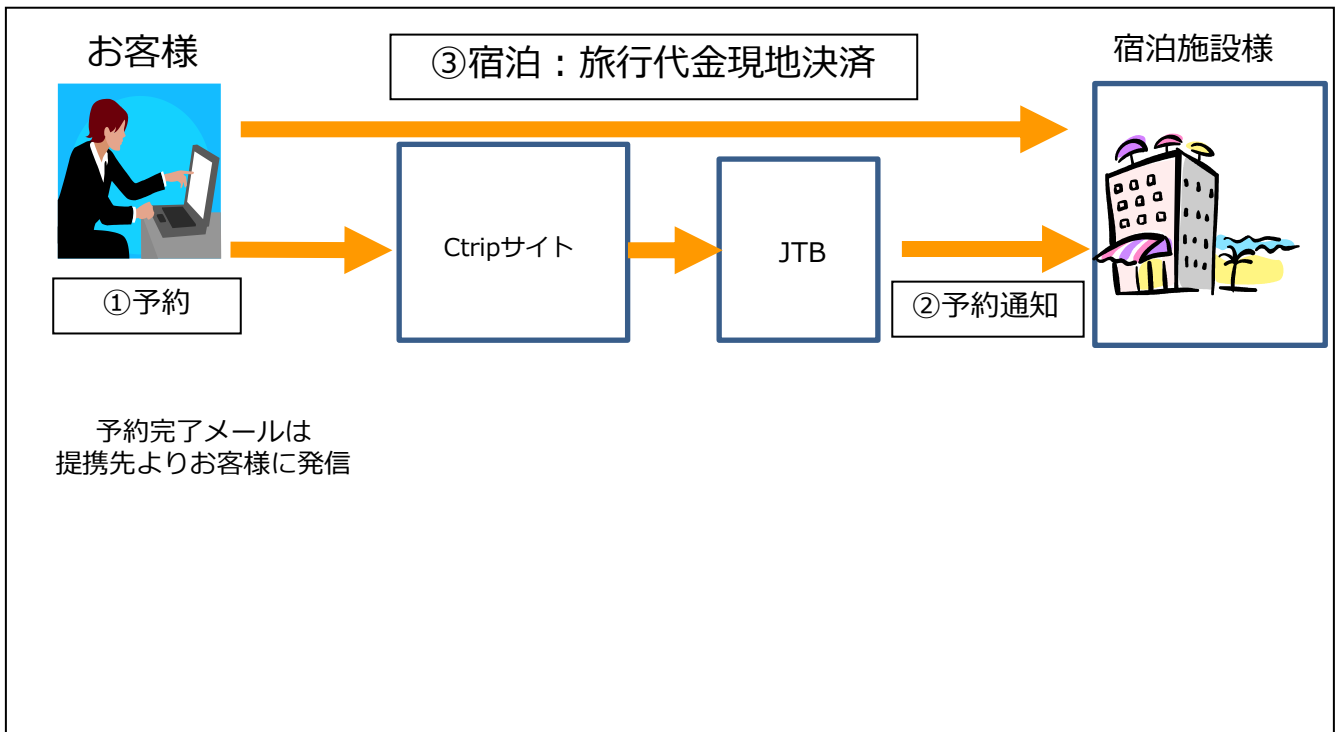 お客様
③宿泊：旅行代金現地決済
宿泊施設様
Ctripサイト
JTB
①予約
②予約通知
予約完了メールは
提携先よりお客様に発信